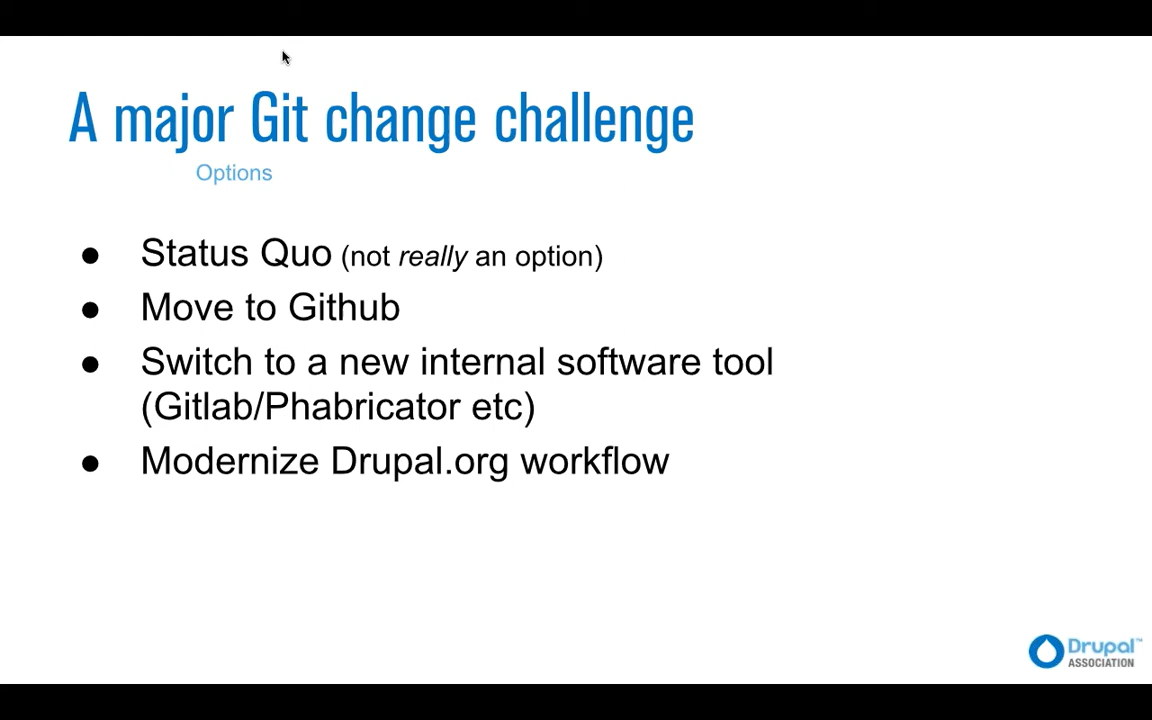 A major Git change challenge
Options
● Status Quo (not really an option)
● Move to Github
● Switch to a new internal software tool
(Gitlab/Phabricator etc)
● Modernize Drupal.org workflow
Drupal™
ASSOCIATION